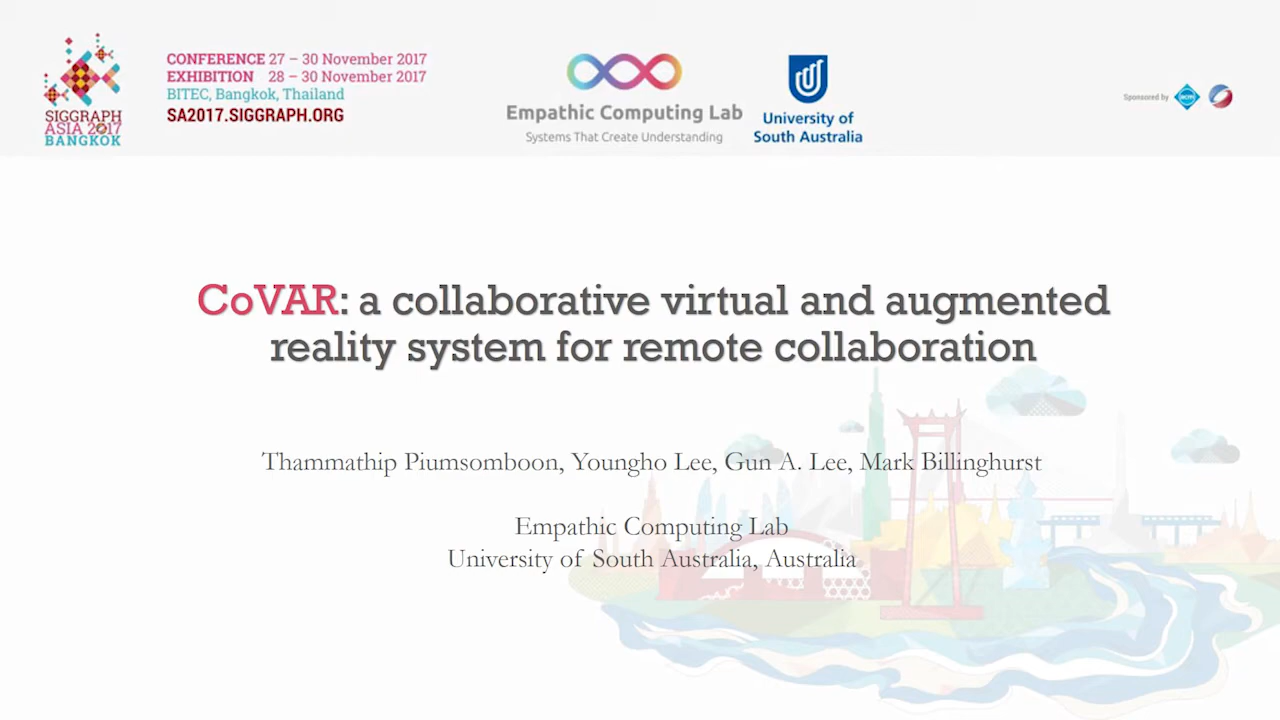 SIGGRAPH
ASIA 2017
BANGKOK
CONFERENCE 27 – 30 November 2017
EXHIBITION 28 – 30 November 2017
BITEC, Bangkok, Thailand
SA2017.SIGGRAPH.ORG
Empathic Computing Lab
Systems That Create Understanding
University of
South Australia
Sponsored by
acm
CoVAR: a collaborative virtual and augmented
reality system for remote collaboration
Thammathip Piumsomboon, Youngho Lee, Gun A. Lee, Mark Billinghurst
Empathic Computing Lab
University of South Australia, Australia